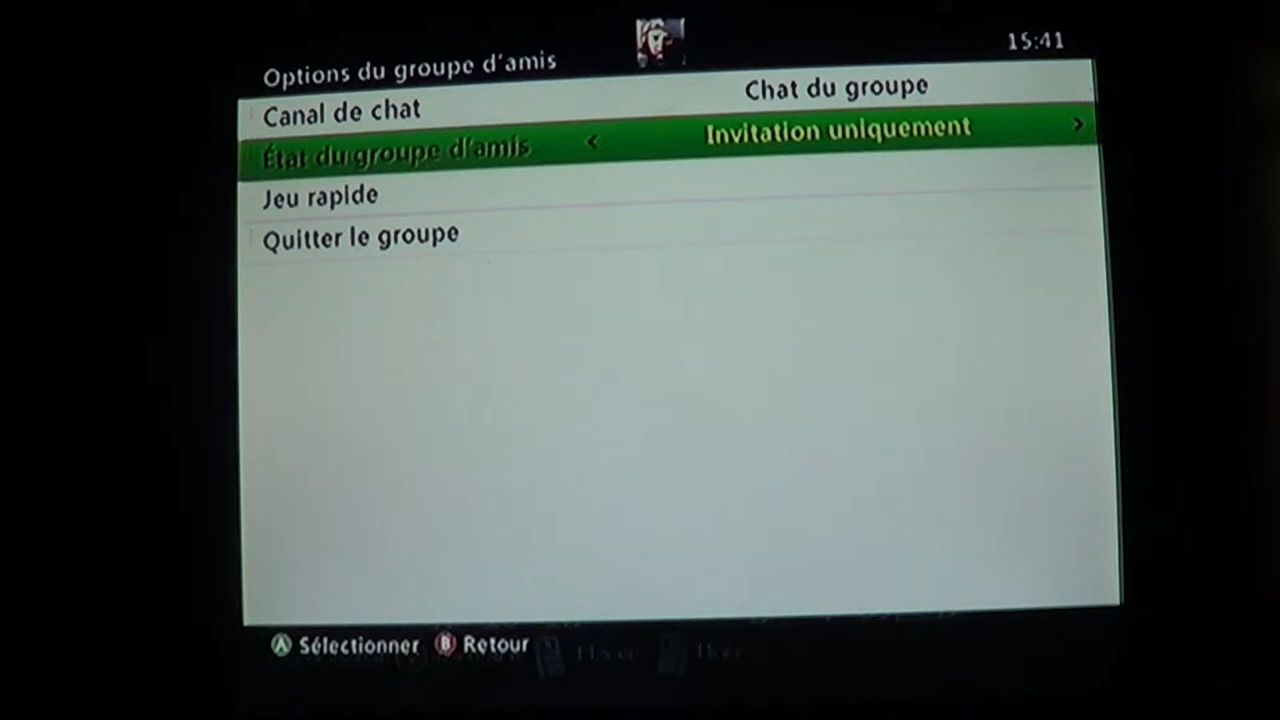 Options du groupe d'amis
15:41
Canal de chat
Chat du groupe
État du groupe d'amis
< Invitation uniquement >
Jeu rapide
Quitter le groupe
A Sélectionner B Retour